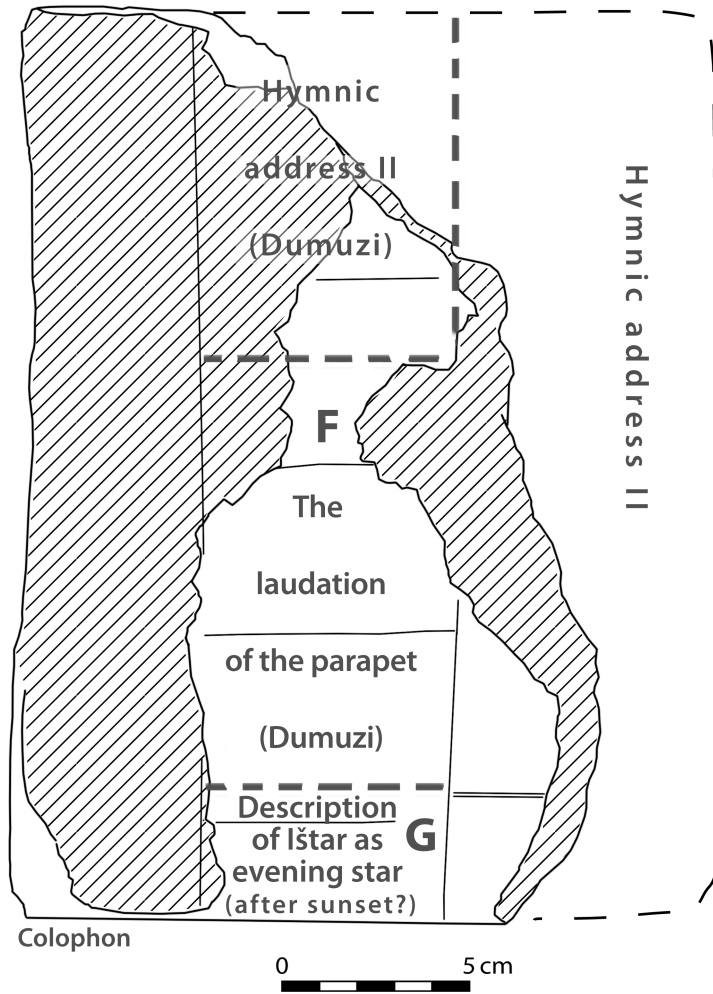 Hymnic
address II
(Dumuzi)
Hymnic address II
F
The
laudation
of the parapet
(Dumuzi)
Description
of Ištar as
evening star
(after sunset?)
G
Colophon
0 5 cm